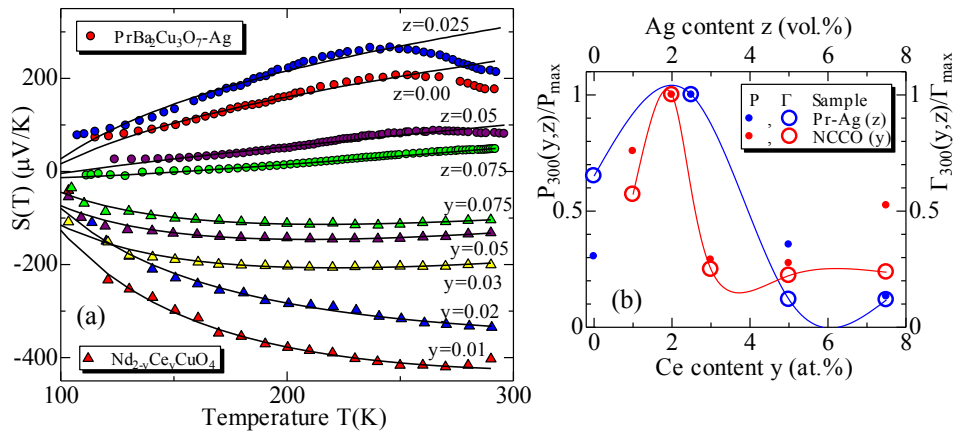 PrBa2Cu3O7-Ag
z=0.025
z=0.00
z=0.05
z=0.075
y=0.075
y=0.05
y=0.03
y=0.02
y=0.01
(a)
Nd2-yCeyCuO4
S(T) (μV/K)
200
0
-200
-400
100
200
300
Temperature T(K)
Ag content z (vol.%)
0 2 4 6 8
P300(y,z)/Pmax
1
0.5
0
P Γ Sample
, Pr-Ag (z)
, NCCO (y)
(b)
1
0.5
0
Γ300(y,z)/Γmax
0 2 4 6 8
Ce content y (at.%)